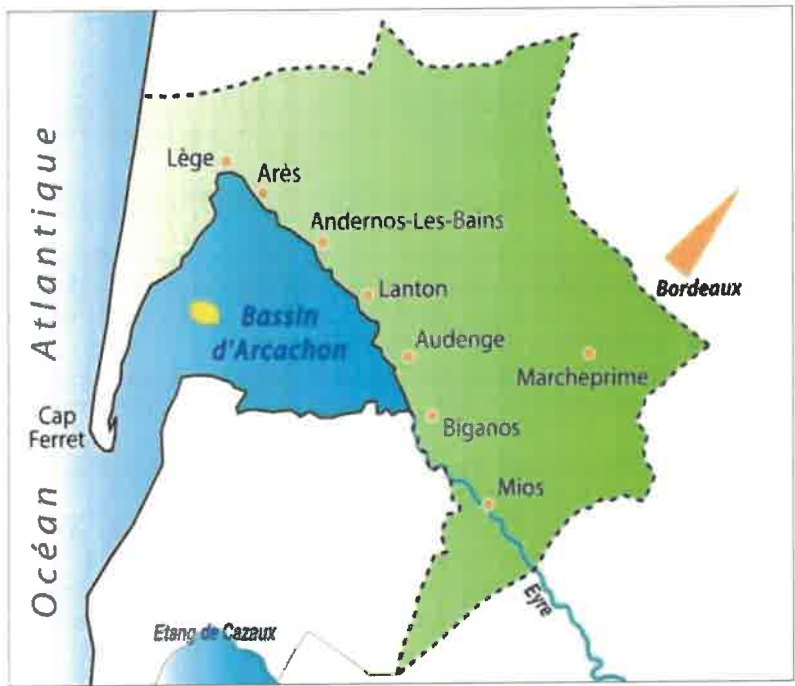 Océan Atlantique
Lège
Arès
Andernos-Les-Bains
Lanton
Bordeaux
Bassin
d'Arcachon
Audenge
Marcheprime
Cap
Ferret
Biganos
Mios
Eyre
Etang de Cazaux